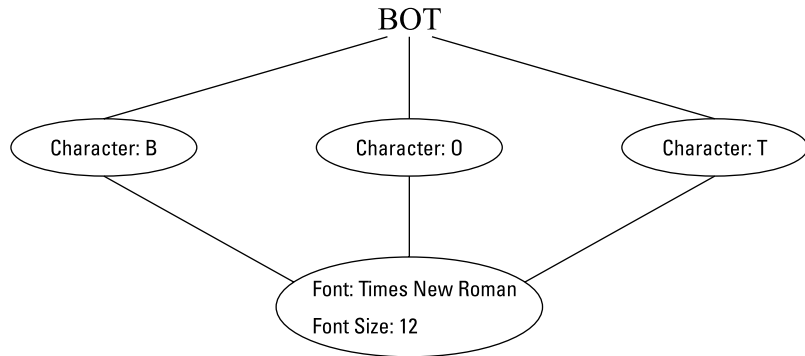 BOT
Character: B
Character: O
Character: T
Font: Times New Roman
Font Size: 12